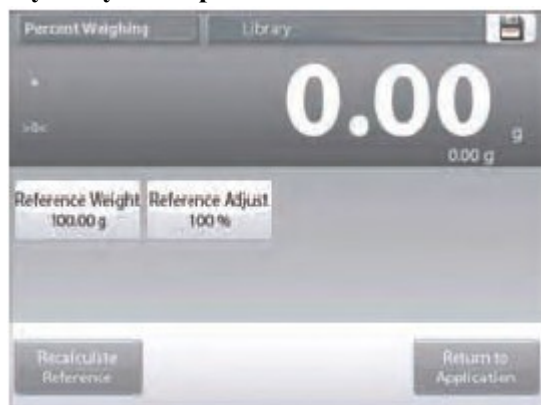 Percent Weighing Library
>0<
0.00 g
0.00 g
Reference Weight Reference Adjust
100.00 g 100 %
Recalculate Return to
Reference Application